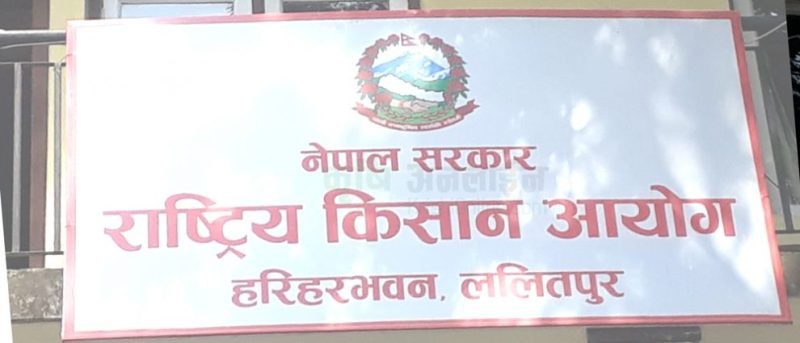 नेपाल सरकार
राष्ट्रिय किसान आयोग
हरिहरभवन, ललितपुर